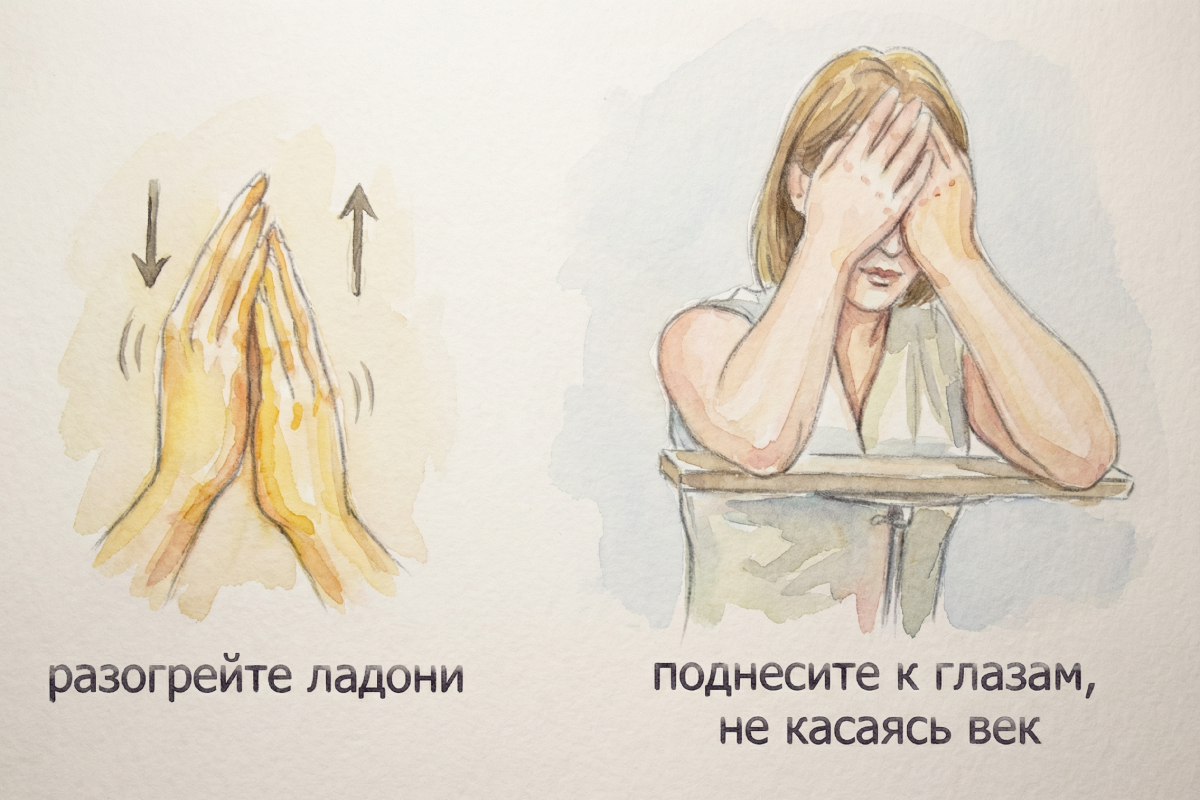 разогрейте ладони
поднесите к глазам,
не касаясь век